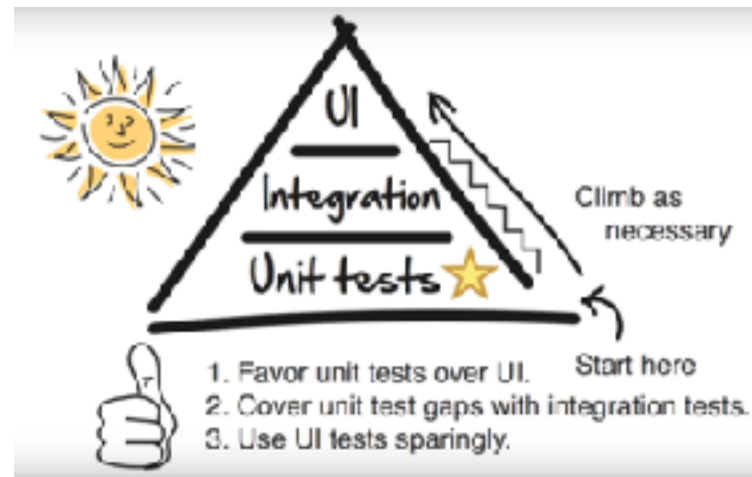 UI
Integration
Unit tests
Climb as
necessary
Start here
1. Favor unit tests over UI.
2. Cover unit test gaps with integration tests.
3. Use UI tests sparingly.